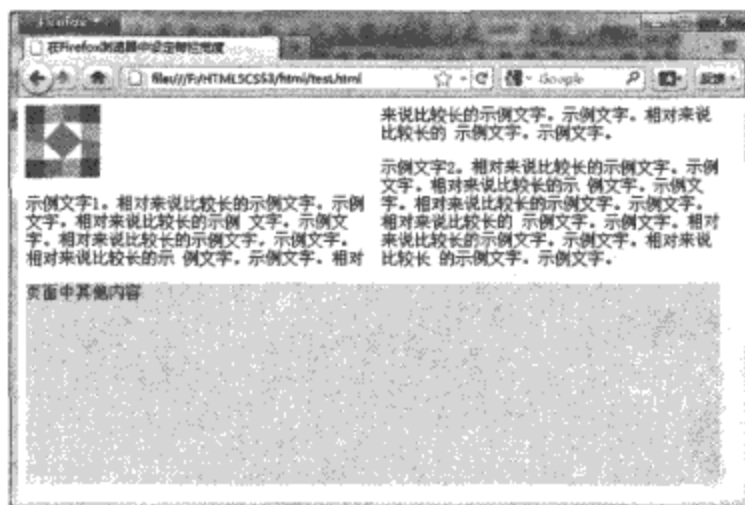 Firefox
在Firefox浏览器中设定每栏宽度
file:///F:/HTML5CSS3/html/test.html
Google
示例文字1。相对来说比较长的示例文字。示例
文字。相对来说比较长的示例 文字。示例文
字。相对来说比较长的示例文字。示例文字。
相对来说比较长的示 例文字。示例文字。相对
来说比较长的示例文字。示例文字。相对来说
比较长的 示例文字。示例文字。
示例文字2。相对来说比较长的示例文字。示例
文字。相对来说比较长的示 例文字。示例文
字。相对来说比较长的示例文字。示例文字。
相对来说比较长的 示例文字。示例文字。相对
来说比较长的示例文字。示例文字。相对来说
比较长 的示例文字。示例文字。
页面中其他内容